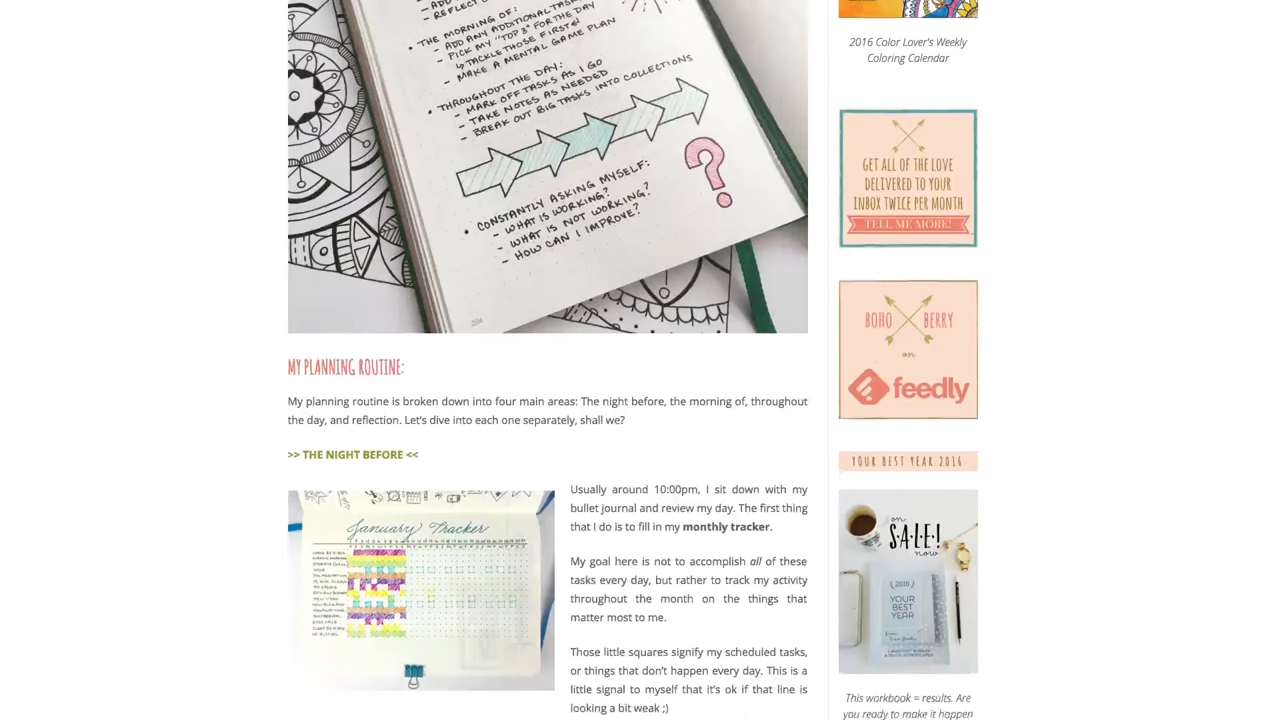 - REFLECT
• THE MORNING OF:
- ADD ANY ADDITIONAL TASKS
- PICK MY "TOP 3" FOR THE DAY
↳ TACKLE THOSE FIRST
- MAKE A MENTAL GAME PLAN
• THROUGHOUT THE DAY:
- MARK OFF TASKS AS I GO
- TAKE NOTES AS NEEDED
- BREAK OUT BIG TASKS INTO COLLECTIONS
?
• CONSTANTLY ASKING MYSELF:
- WHAT IS WORKING?
- WHAT IS NOT WORKING?
- HOW CAN I IMPROVE?
MY PLANNING ROUTINE:
My planning routine is broken down into four main areas: The night before, the morning of, throughout
the day, and reflection. Let's dive into each one separately, shall we?
>> THE NIGHT BEFORE <<
January Tracker
Usually around 10:00pm, I sit down with my
bullet journal and review my day. The first thing
that I do is to fill in my monthly tracker.
My goal here is not to accomplish all of these
tasks every day, but rather to track my activity
throughout the month on the things that
matter most to me.
Those little squares signify my scheduled tasks,
or things that don't happen every day. This is a
little signal to myself that it's ok if that line is
looking a bit weak ;)
2016 Color Lover's Weekly
Coloring Calendar
GET ALL OF THE LOVE
DELIVERED TO YOUR
INBOX TWICE PER MONTH
TELL ME MORE!
BOHO BERRY
on
feedly
YOUR BEST YEAR 2016
on
SALE!
now
2016
YOUR
BEST
YEAR
This workbook = results. Are
you ready to make it happen